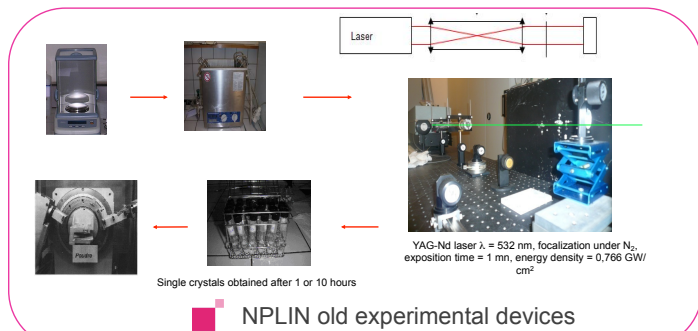 Laser
YAG-Nd laser λ = 532 nm, focalization under N2,
exposition time = 1 mn, energy density = 0,766 GW/
cm2
Poudre
Single crystals obtained after 1 or 10 hours
NPLIN old experimental devices